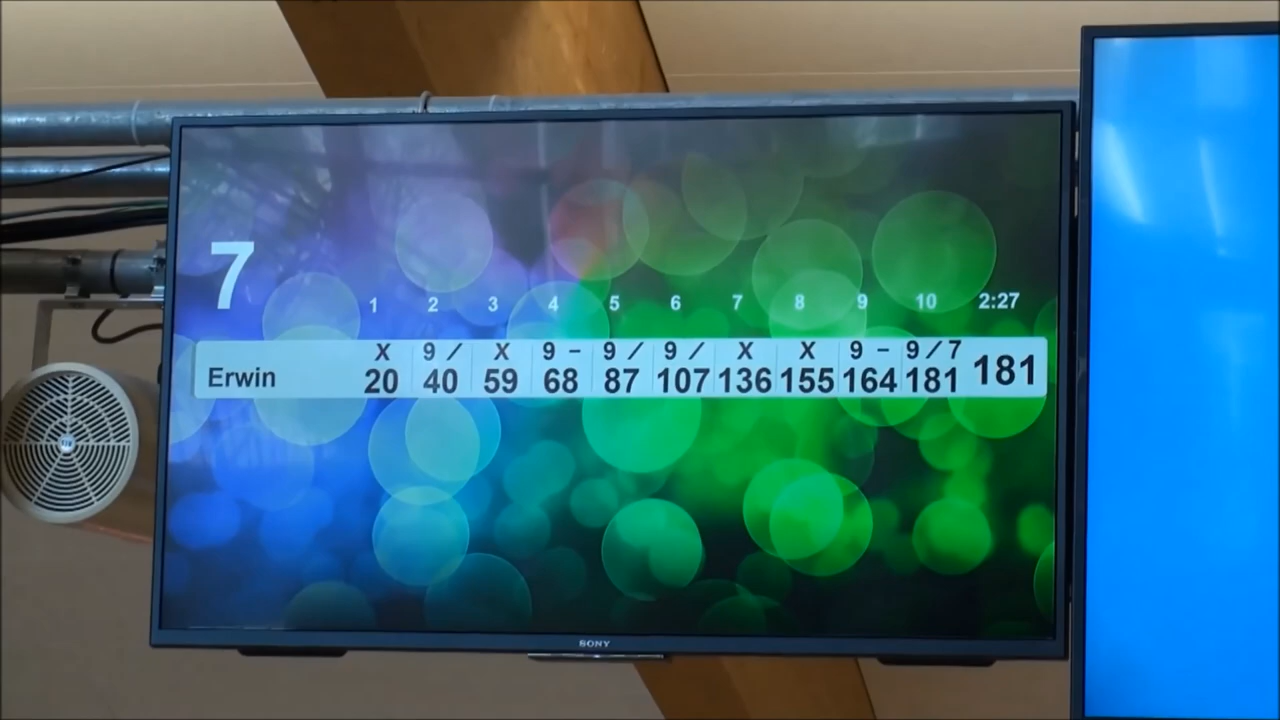 7
1 2 3 4 5 6 7 8 9 10 2:27
X 9 / X 9 - 9 / 9 / X X 9 - 9 / 7
Erwin 20 40 59 68 87 107 136 155 164 181 181
SONY